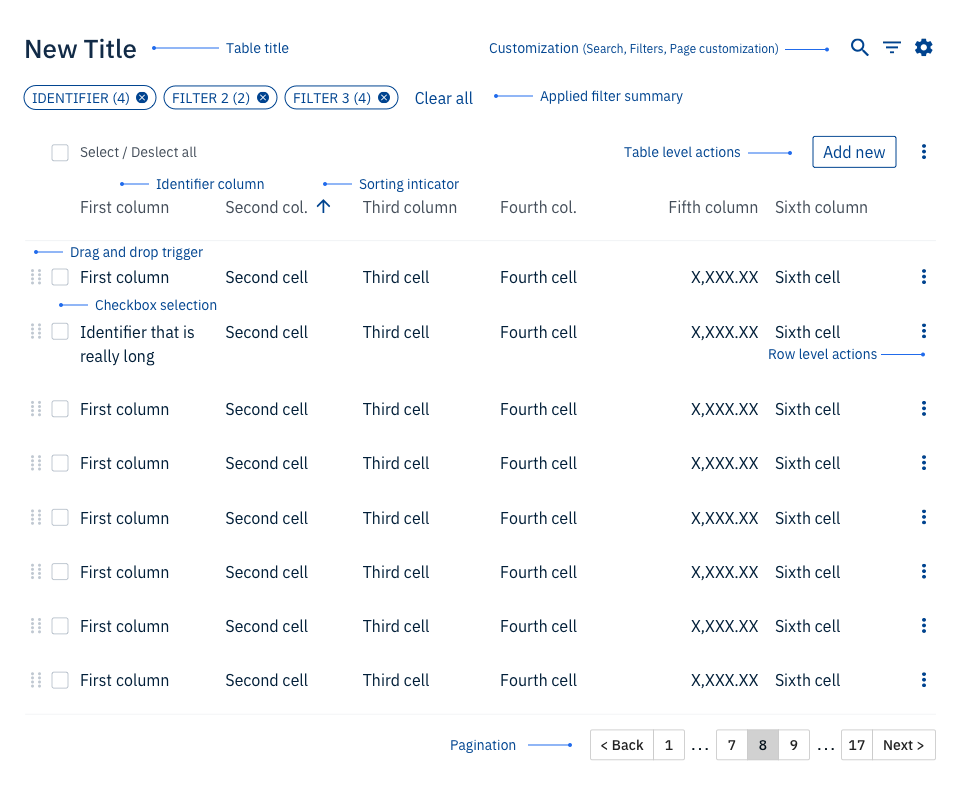 New Title
Table title
Customization (Search, Filters, Page customization)
IDENTIFIER (4)
FILTER 2 (2)
FILTER 3 (4)
Clear all
Applied filter summary
Select / Deslect all
Table level actions
Add new
Identifier column
Sorting inticator
First column
Second col.
Third column
Fourth col.
Fifth column
Sixth column
Drag and drop trigger
First column Second cell Third cell Fourth cell X,XXX.XX Sixth cell
Checkbox selection
Identifier that is Second cell Third cell Fourth cell X,XXX.XX Sixth cell
really long
Row level actions
First column Second cell Third cell Fourth cell X,XXX.XX Sixth cell
First column Second cell Third cell Fourth cell X,XXX.XX Sixth cell
First column Second cell Third cell Fourth cell X,XXX.XX Sixth cell
First column Second cell Third cell Fourth cell X,XXX.XX Sixth cell
First column Second cell Third cell Fourth cell X,XXX.XX Sixth cell
First column Second cell Third cell Fourth cell X,XXX.XX Sixth cell
Pagination
< Back 1 ... 7 8 9 ... 17 Next >